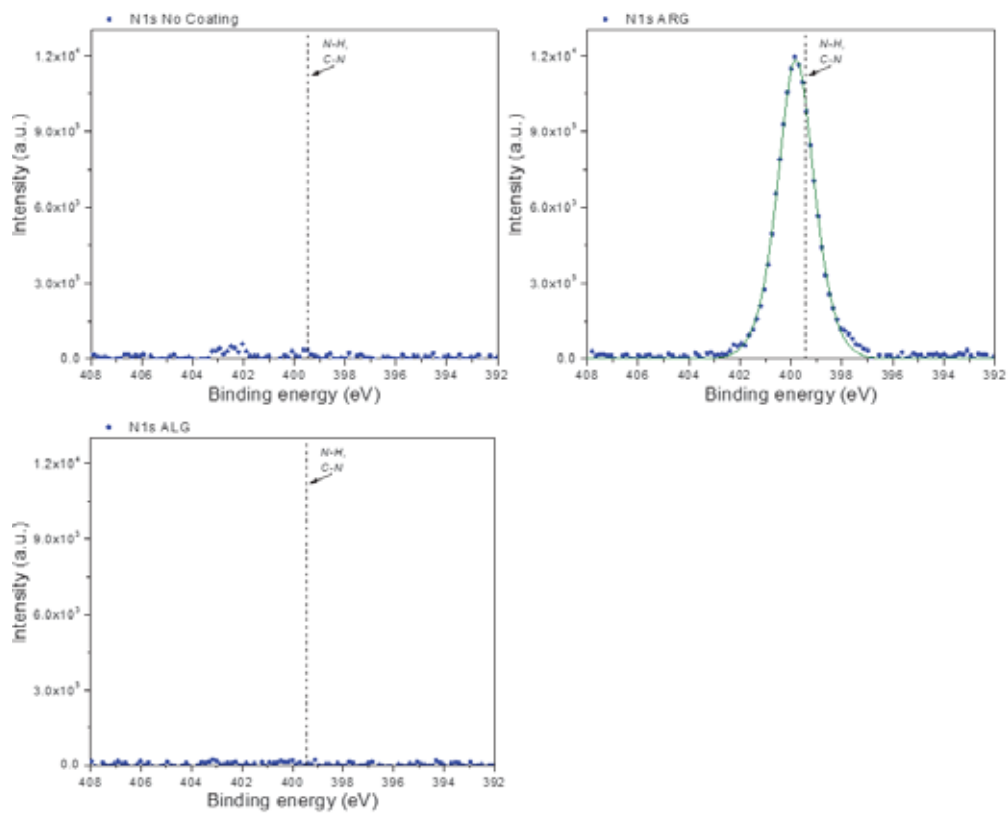 N1s No Coating
N-H,
C-N
1.2x10⁴
9.0x10³
6.0x10³
3.0x10³
0.0
408 406 404 402 400 398 396 394 392
Intensity (a.u.)
Binding energy (eV)
N1s ARG
N-H,
C-N
1.2x10⁴
9.0x10³
6.0x10³
3.0x10³
0.0
408 406 404 402 400 398 396 394 392
Intensity (a.u.)
Binding energy (eV)
N1s ALG
N-H,
C-N
1.2x10⁴
9.0x10³
6.0x10³
3.0x10³
0.0
408 406 404 402 400 398 396 394 392
Intensity (a.u.)
Binding energy (eV)